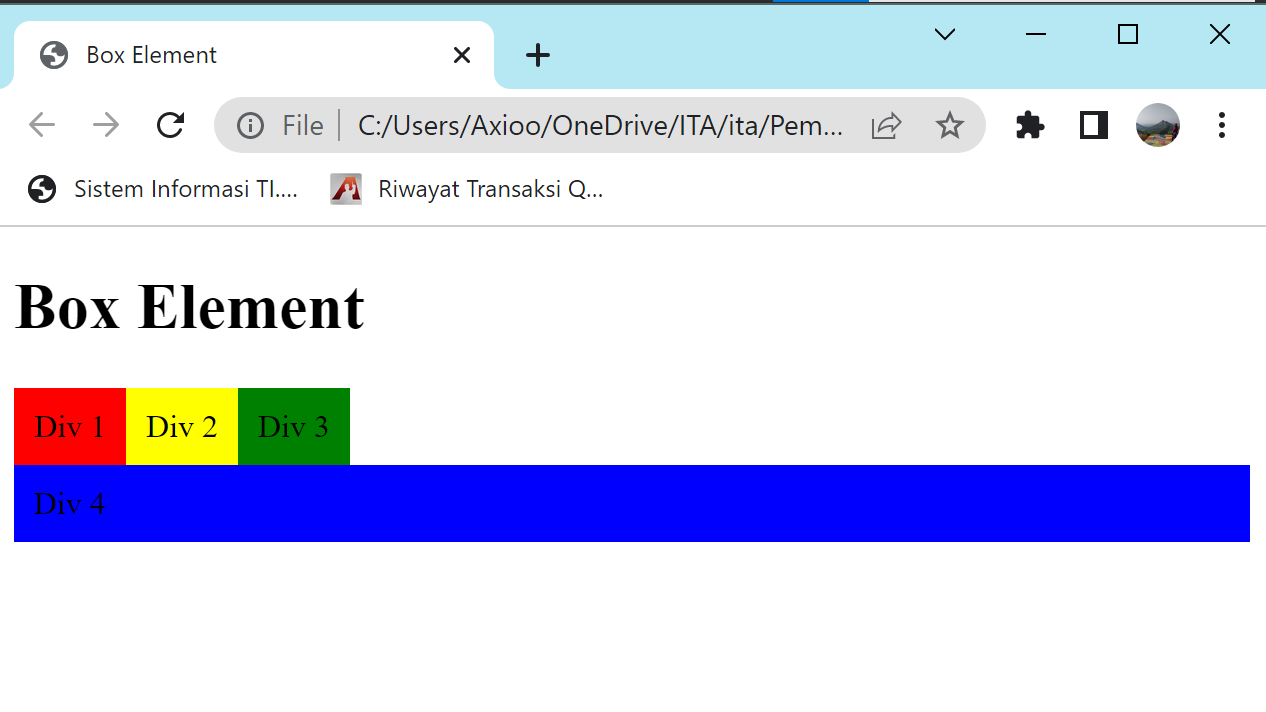 Box Element
File C:/Users/Axioo/OneDrive/ITA/ita/Pem...
Sistem Informasi TI.... Riwayat Transaksi Q...
Box Element
Div 1 Div 2 Div 3
Div 4